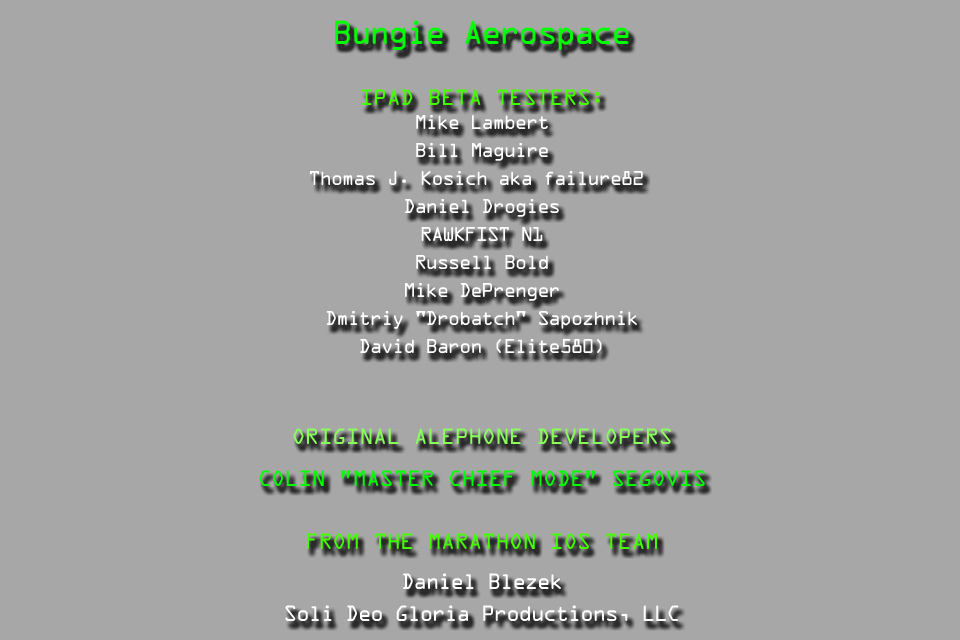 Bungie Aerospace
IPAD BETA TESTERS:
Mike Lambert
Bill Maguire
Thomas J. Kosich aka failure82
Daniel Drogies
RAWKFIST N1
Russell Bold
Mike DePrenger
Dmitriy "Drobatch" Sapozhnik
David Baron (Elite580)
ORIGINAL ALEPHONE DEVELOPERS
COLIN "MASTER CHIEF MODE" SEGOVIS
FROM THE MARATHON IOS TEAM
Daniel Blezek
Soli Deo Gloria Productions, LLC